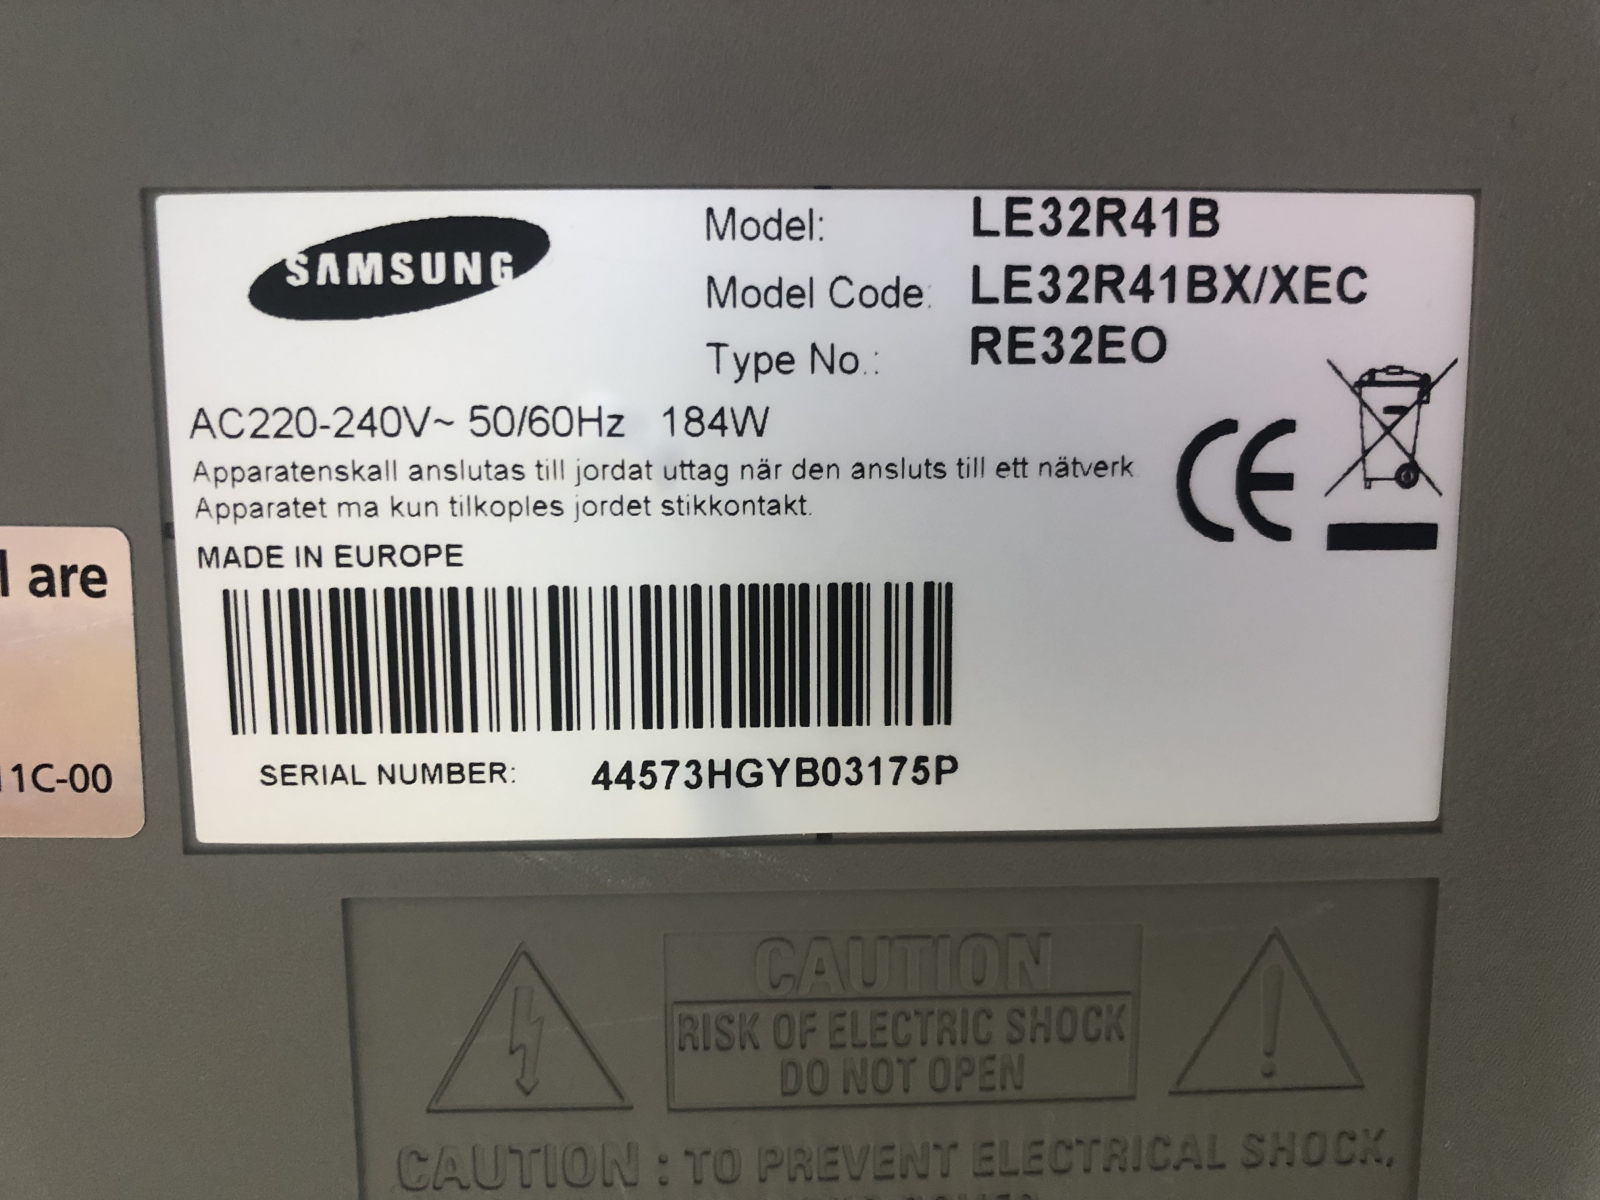 SAMSUNG
Model: LE32R41B
Model Code: LE32R41BX/XEC
Type No.: RE32EO
AC220-240V~ 50/60Hz 184W
Apparatenskall anslutas till jordat uttag när den ansluts till ett nätverk
Apparatet ma kun tilkoples jordet stikkontakt.
MADE IN EUROPE
CE
SERIAL NUMBER: 44573HGYB03175P
l are
11C-00
CAUTION
RISK OF ELECTRIC SHOCK
DO NOT OPEN
CAUTION : TO PREVENT ELECTRICAL SHOCK,